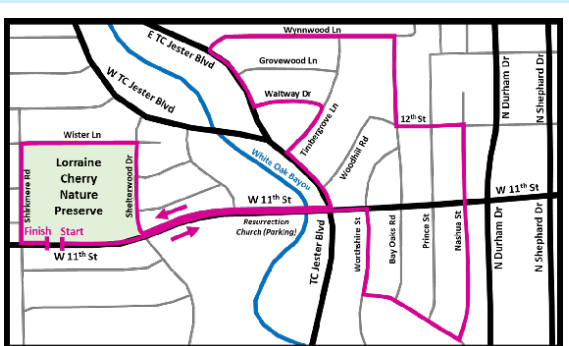 Wynnwood Ln
E TC Jester Blvd
Grovewood Ln
W TC Jester Blvd
Waltway Dr
Timbergrove Ln
12th St
N Durham Dr
N Shephard Dr
Wister Ln
Woodhill Rd
White Oak Bayou
Lorraine
Cherry
Nature
Preserve
Shirkmere Rd
Shelterwood Dr
W 11th St
W 11th St
Resurrection
Church (Parking)
Finish
Start
W 11th St
TC Jester Blvd
Worthshire St
Bay Oaks Rd
Prince St
Nashua St
N Durham Dr
N Shephard Dr